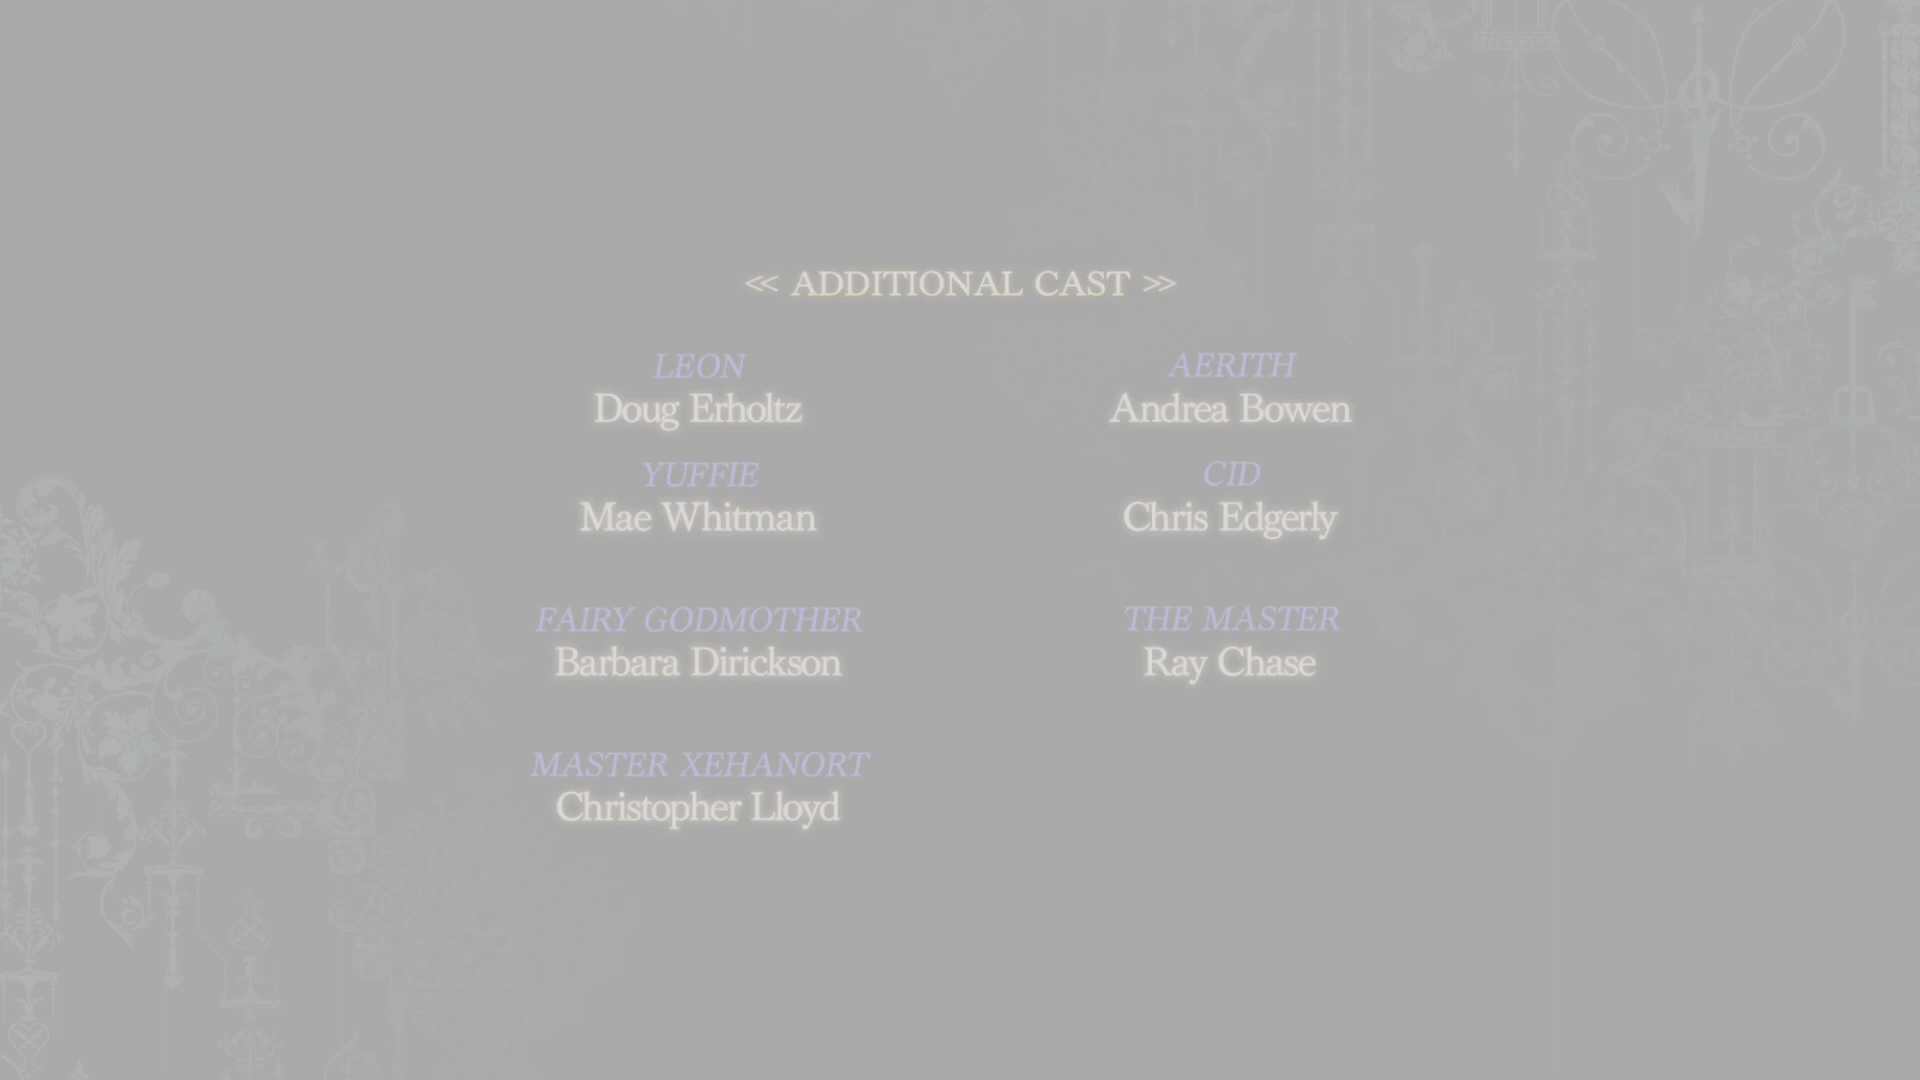 << ADDITIONAL CAST >>
LEON
Doug Erholtz
AERITH
Andrea Bowen
YUFFIE
Mae Whitman
CID
Chris Edgerly
FAIRY GODMOTHER
Barbara Dirickson
THE MASTER
Ray Chase
MASTER XEHANORT
Christopher Lloyd